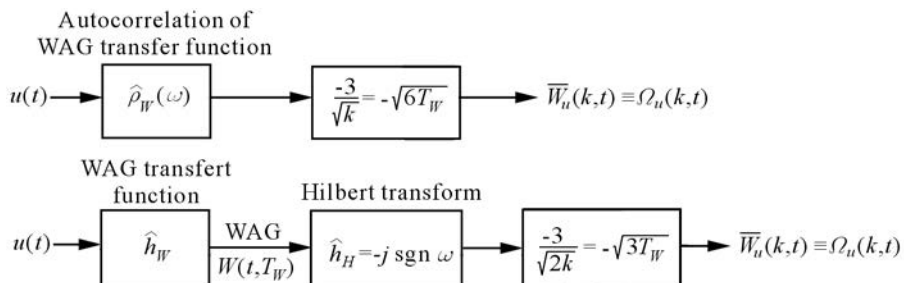 Autocorrelation of
WAG transfer function
u(t)
ρ̂_W(ω)
-3/√k = -√6T_W
W̅_u(k,t) ≡ Ω_u(k,t)
WAG transfert
function
Hilbert transform
u(t)
ĥ_W
WAG
W(t,T_W)
ĥ_H = -j sgn ω
-3/√2k = -√3T_W
W̅_u(k,t) ≡ Ω_u(k,t)